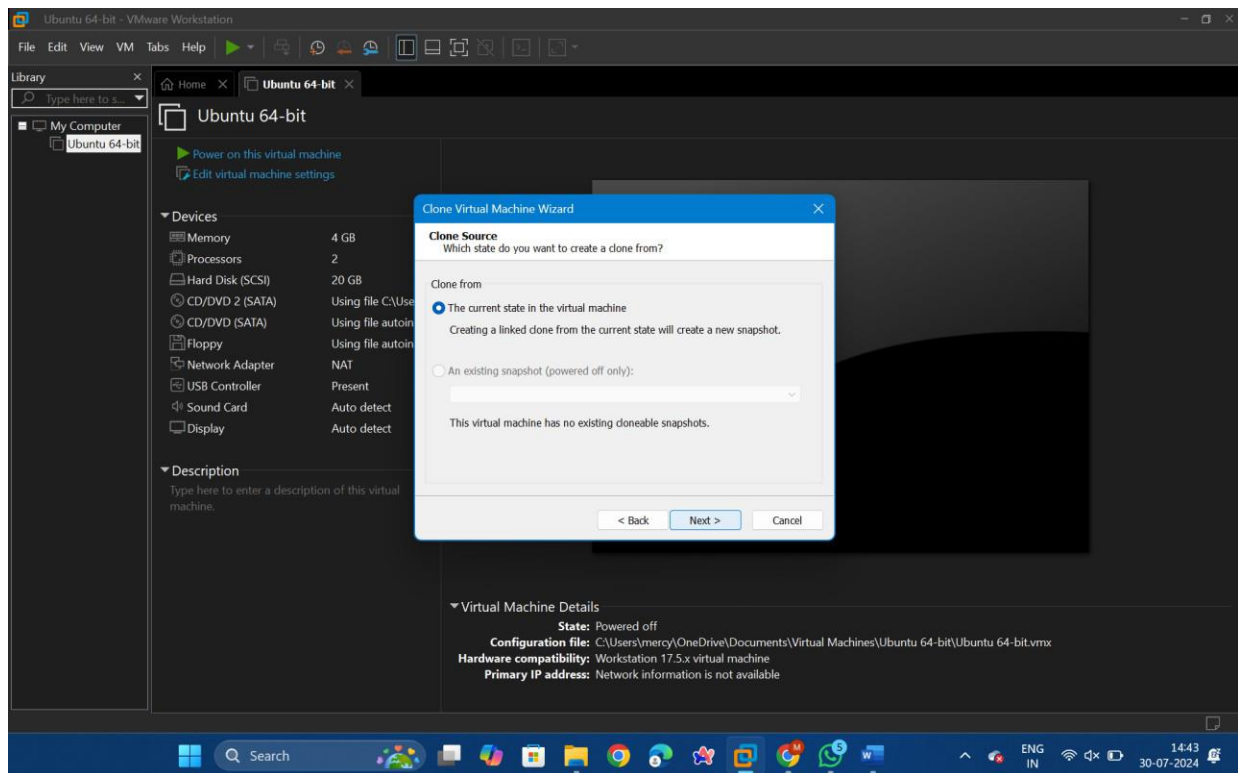 Ubuntu 64-bit - VMware Workstation
File Edit View VM Tabs Help
Library
Type here to s...
My Computer
Ubuntu 64-bit
Home
Ubuntu 64-bit
Ubuntu 64-bit
Power on this virtual machine
Edit virtual machine settings
Devices
Memory 4 GB
Processors 2
Hard Disk (SCSI) 20 GB
CD/DVD 2 (SATA) Using file C:\Use
CD/DVD (SATA) Using file autoin
Floppy Using file autoin
Network Adapter NAT
USB Controller Present
Sound Card Auto detect
Display Auto detect
Description
Type here to enter a description of this virtual
machine.
Clone Virtual Machine Wizard
Clone Source
Which state do you want to create a clone from?
Clone from
The current state in the virtual machine
Creating a linked clone from the current state will create a new snapshot.
An existing snapshot (powered off only):
This virtual machine has no existing cloneable snapshots.
< Back Next > Cancel
Virtual Machine Details
State: Powered off
Configuration file: C:\Users\mercy\OneDrive\Documents\Virtual Machines\Ubuntu 64-bit\Ubuntu 64-bit.vmx
Hardware compatibility: Workstation 17.5.x virtual machine
Primary IP address: Network information is not available
Search
ENG
IN
14:43
30-07-2024